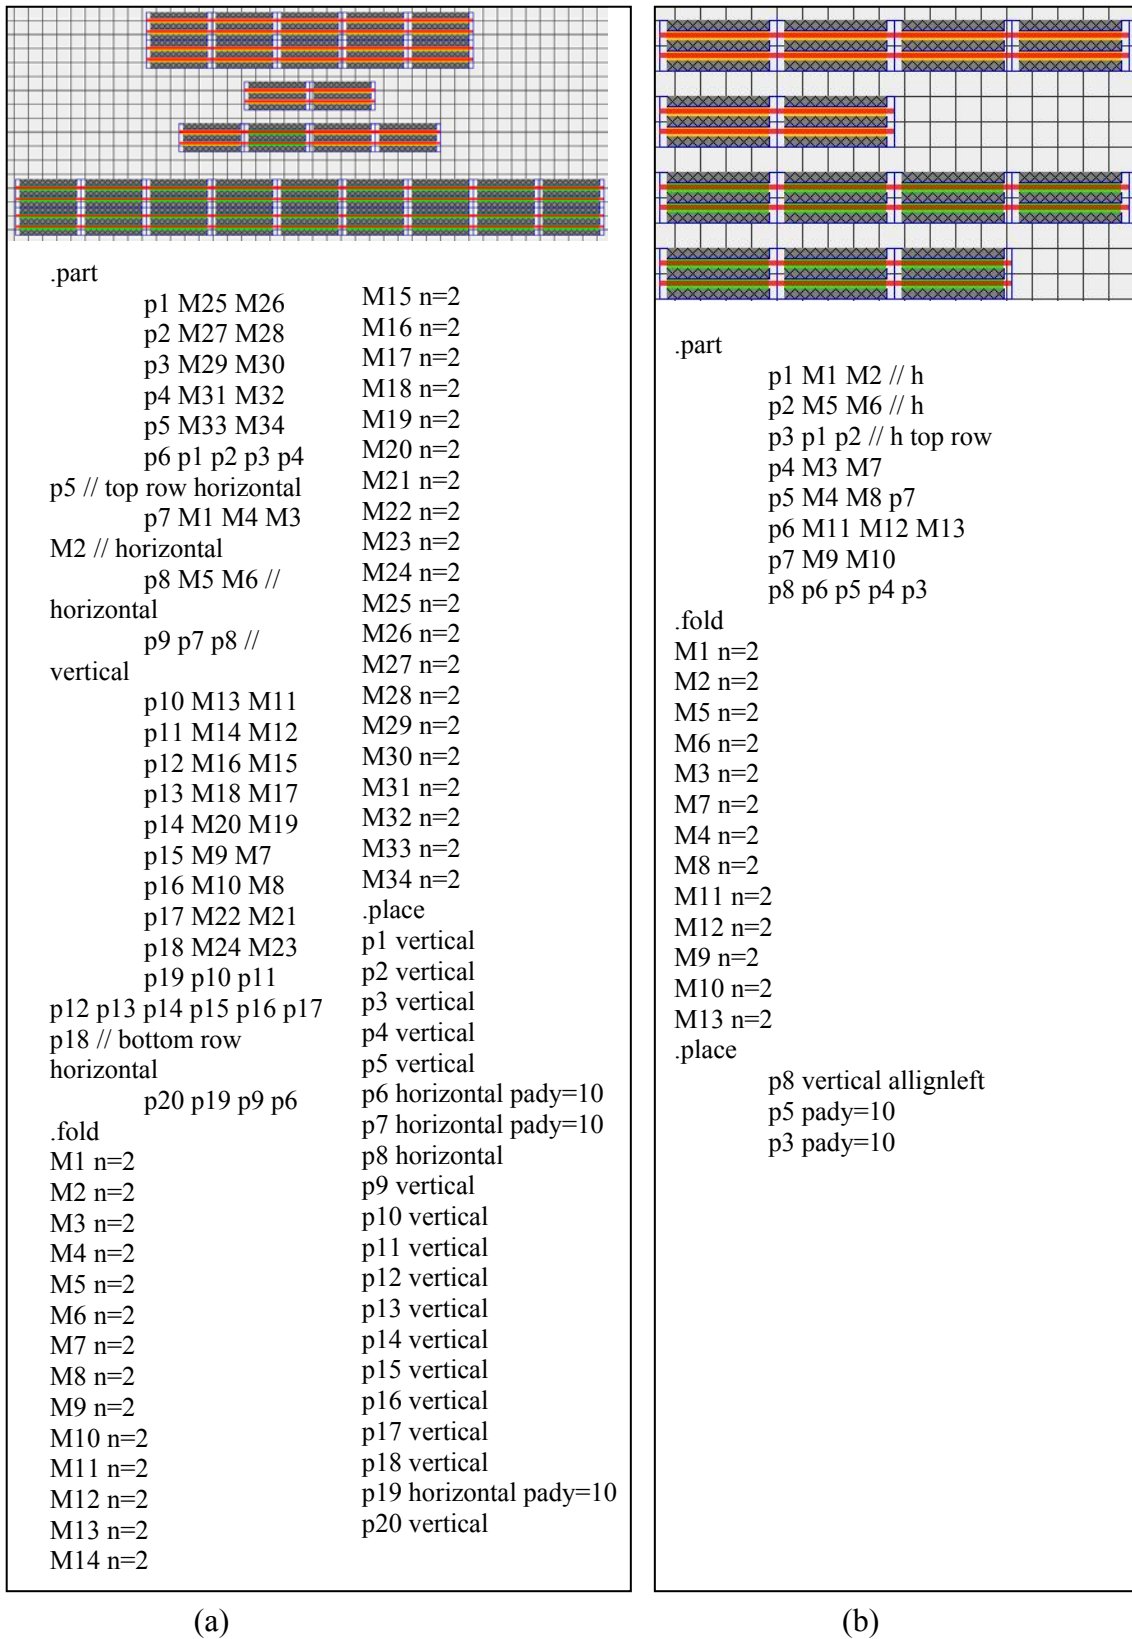 .part
p1 M25 M26
p2 M27 M28
p3 M29 M30
p4 M31 M32
p5 M33 M34
p6 p1 p2 p3 p4
p5 // top row horizontal
p7 M1 M4 M3
M2 // horizontal
p8 M5 M6 //
horizontal
p9 p7 p8 //
vertical
p10 M13 M11
p11 M14 M12
p12 M16 M15
p13 M18 M17
p14 M20 M19
p15 M9 M7
p16 M10 M8
p17 M22 M21
p18 M24 M23
p19 p10 p11
p12 p13 p14 p15 p16 p17
p18 // bottom row
horizontal
p20 p19 p9 p6
.fold
M1 n=2
M2 n=2
M3 n=2
M4 n=2
M5 n=2
M6 n=2
M7 n=2
M8 n=2
M9 n=2
M10 n=2
M11 n=2
M12 n=2
M13 n=2
M14 n=2
M15 n=2
M16 n=2
M17 n=2
M18 n=2
M19 n=2
M20 n=2
M21 n=2
M22 n=2
M23 n=2
M24 n=2
M25 n=2
M26 n=2
M27 n=2
M28 n=2
M29 n=2
M30 n=2
M31 n=2
M32 n=2
M33 n=2
M34 n=2
.place
p1 vertical
p2 vertical
p3 vertical
p4 vertical
p5 vertical
p6 horizontal pady=10
p7 horizontal pady=10
p8 horizontal
p9 vertical
p10 vertical
p11 vertical
p12 vertical
p13 vertical
p14 vertical
p15 vertical
p16 vertical
p17 vertical
p18 vertical
p19 horizontal pady=10
p20 vertical
(a)
.part
p1 M1 M2 // h
p2 M5 M6 // h
p3 p1 p2 // h top row
p4 M3 M7
p5 M4 M8 p7
p6 M11 M12 M13
p7 M9 M10
p8 p6 p5 p4 p3
.fold
M1 n=2
M2 n=2
M5 n=2
M6 n=2
M3 n=2
M7 n=2
M4 n=2
M8 n=2
M11 n=2
M12 n=2
M9 n=2
M10 n=2
M13 n=2
.place
p8 vertical allignleft
p5 pady=10
p3 pady=10
(b)